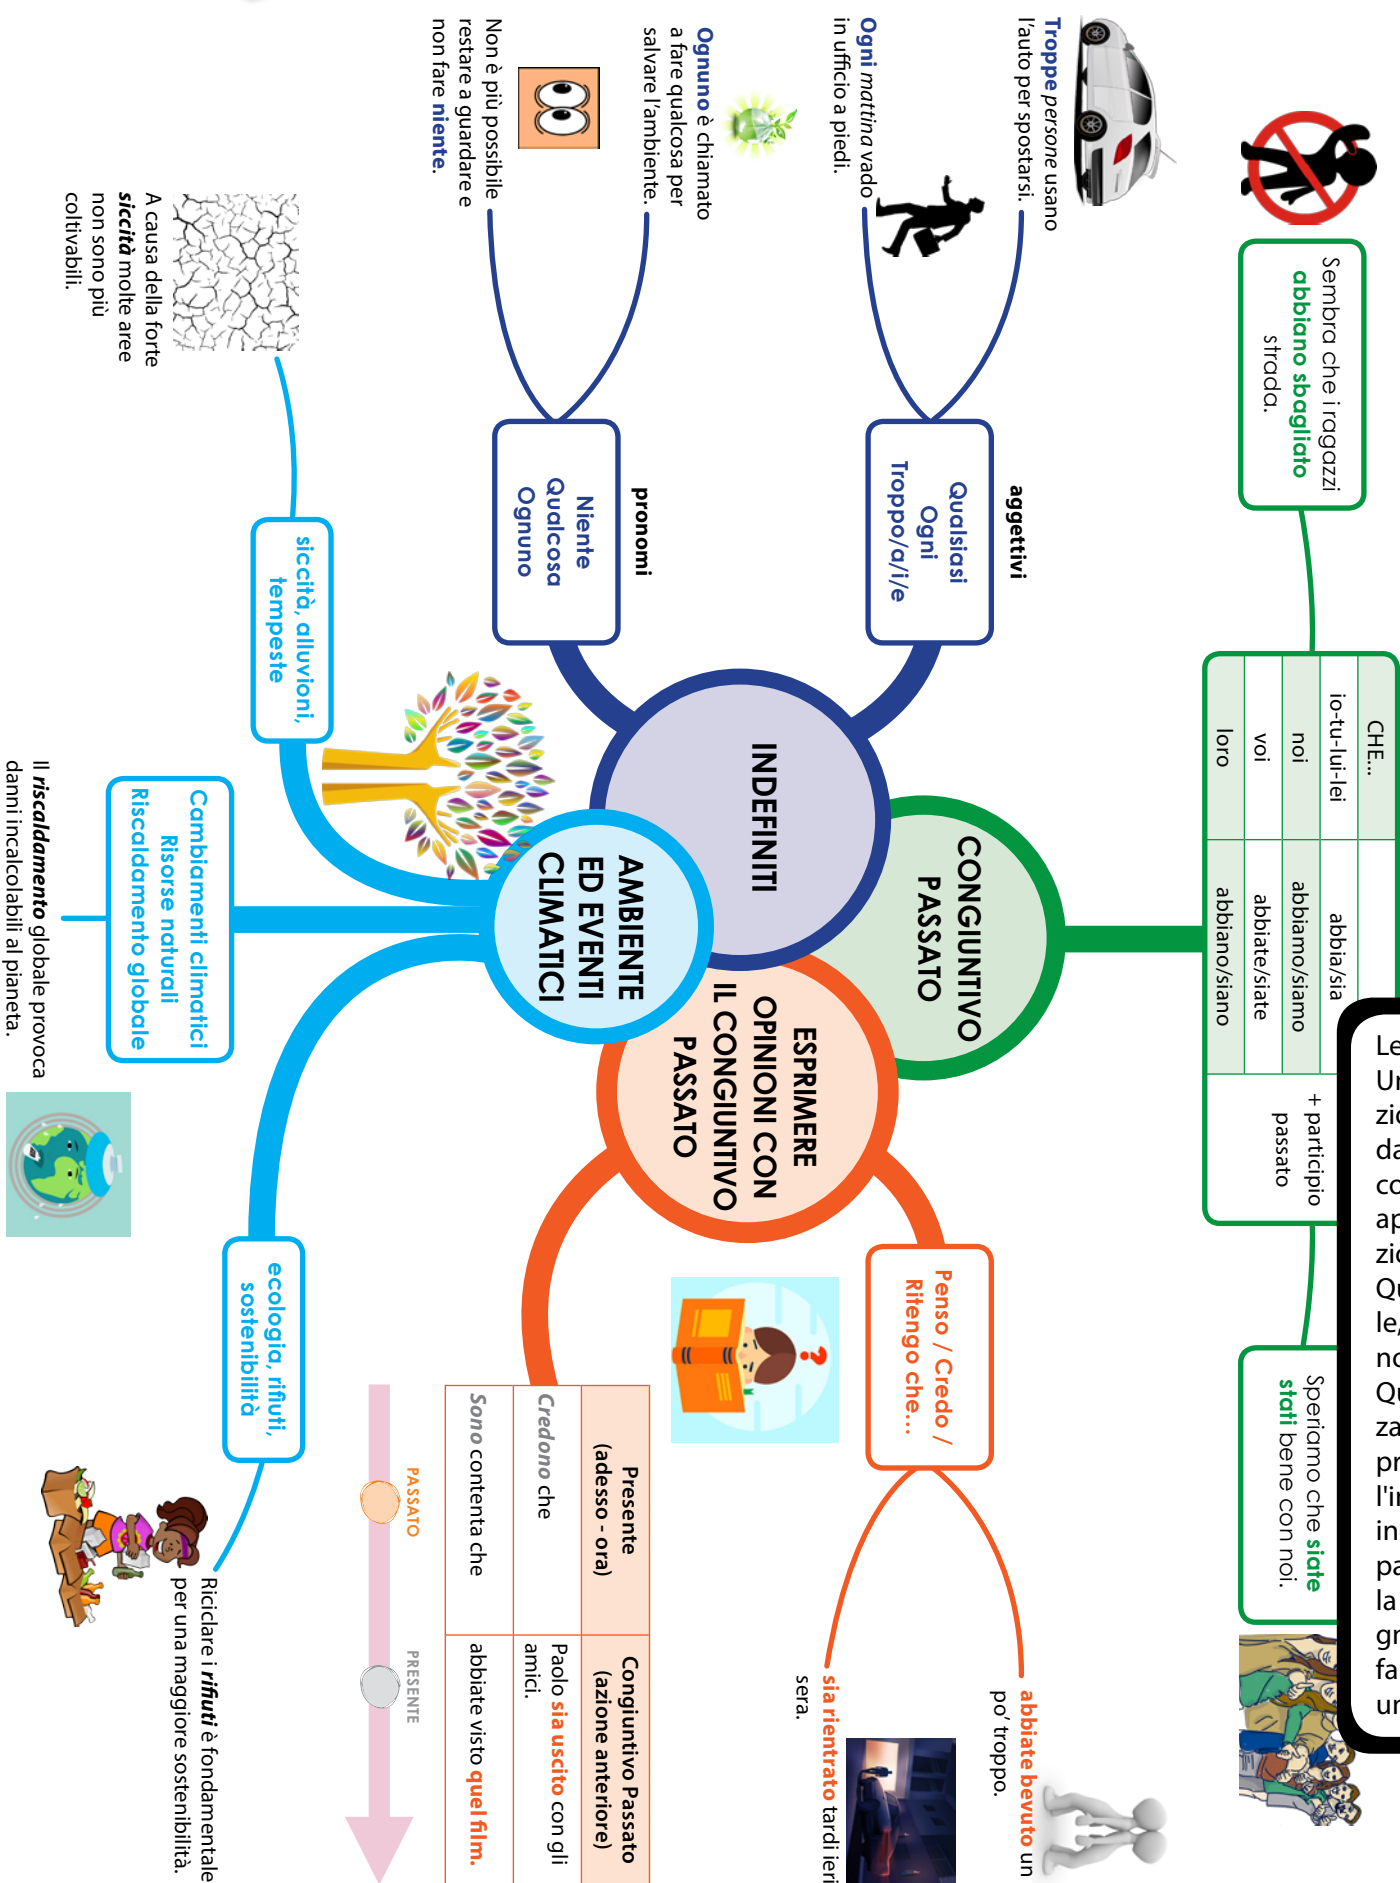 Sembra che i ragazzi
abbiano sbagliato
strada.
CHE...
io-tu-lui-lei abbia/sia
noi abbiamo/siamo
voi abbiate/siate
loro abbiano/siano
+ participio
passato
Speriamo che siate
stati bene con noi.
CONGIUNTIVO
PASSATO
Troppe persone usano
l'auto per spostarsi.
Ogni mattina vado
in ufficio a piedi.
aggettivi
Qualsiasi
Ogni
Troppo/a/i/e
Ognuno è chiamato
a fare qualcosa per
salvare l'ambiente.
Non è più possibile
restare a guardare e
non fare niente.
pronomi
Niente
Qualcosa
Ognuno
INDEFINITI
ESPRIMERE
OPINIONI CON
IL CONGIUNTIVO
PASSATO
Penso / Credo /
Ritengo che...
abbiate bevuto un
po' troppo.
sia rientrato tardi ieri
sera.
Presente
(adesso - ora)
Congiuntivo Passato
(azione anteriore)
Credono che
Paolo sia uscito con gli
amici.
Sono contenta che
abbiate visto quel film.
PASSATO
PRESENTE
AMBIENTE
ED EVENTI
CLIMATICI
siccità, alluvioni,
tempeste
A causa della forte
siccità molte aree
non sono più
coltivabili.
Cambiamenti climatici
Risorse naturali
Riscaldamento globale
Il riscaldamento globale provoca
danni incalcolabili al pianeta.
ecologia, rifiuti,
sostenibilità
Riciclare i rifiuti è fondamentale
per una maggiore sostenibilità.